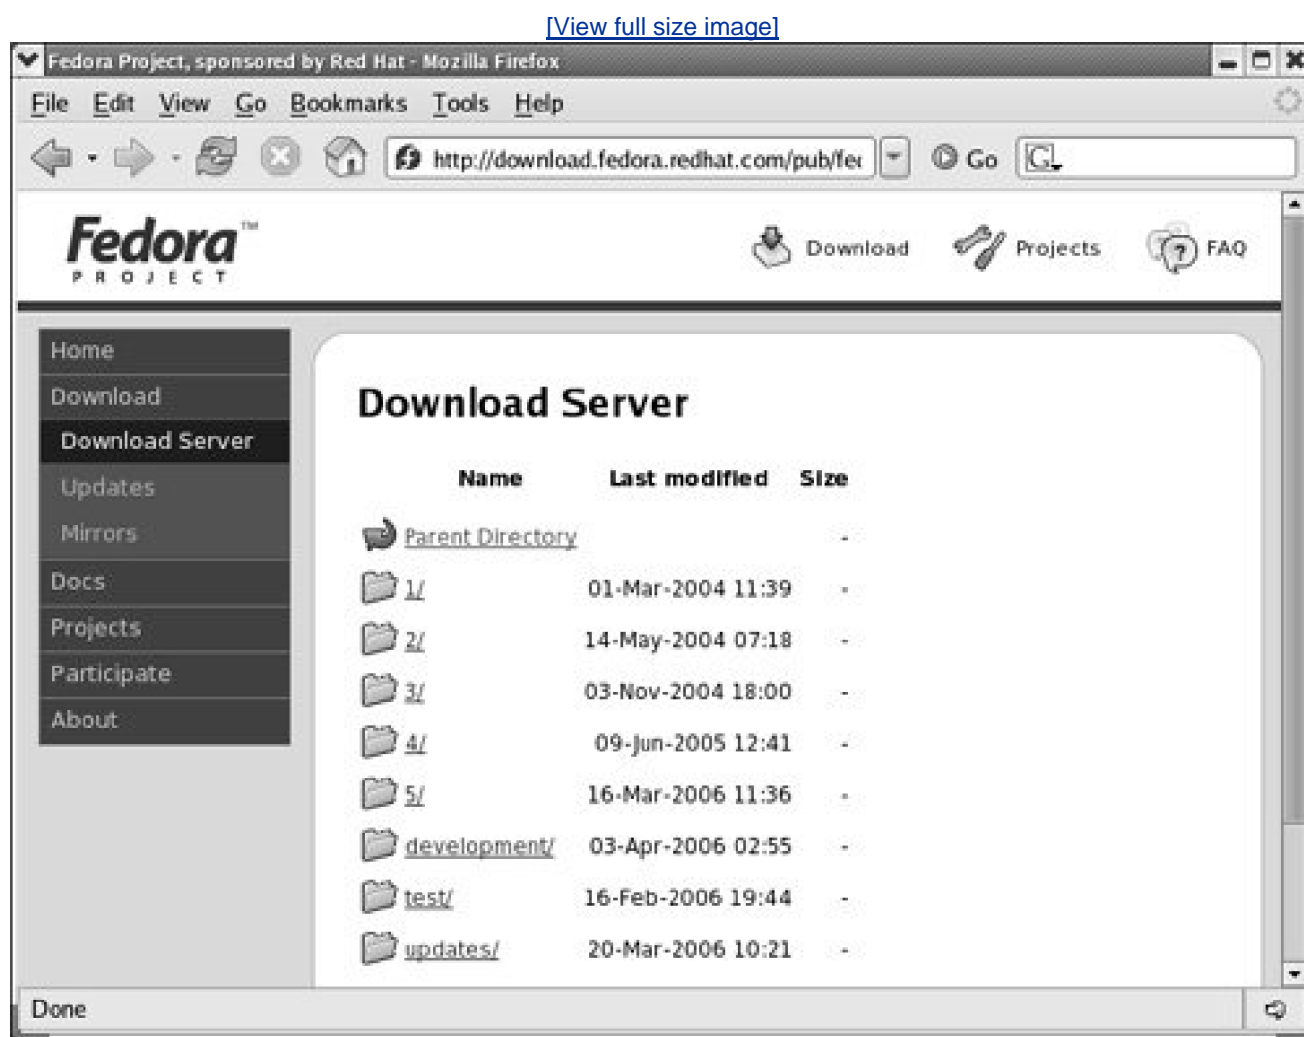 [View full size image]
Fedora Project, sponsored by Red Hat - Mozilla Firefox
File Edit View Go Bookmarks Tools Help
http://download.fedora.redhat.com/pub/fe Go G
Fedora™
PROJECT
Download Projects FAQ
Home
Download
Download Server
Updates
Mirrors
Docs
Projects
Participate
About
Download Server
Name Last modified Size
Parent Directory -
1/ 01-Mar-2004 11:39 -
2/ 14-May-2004 07:18 -
3/ 03-Nov-2004 18:00 -
4/ 09-Jun-2005 12:41 -
5/ 16-Mar-2006 11:36 -
development/ 03-Apr-2006 02:55 -
test/ 16-Feb-2006 19:44 -
updates/ 20-Mar-2006 10:21 -
Done